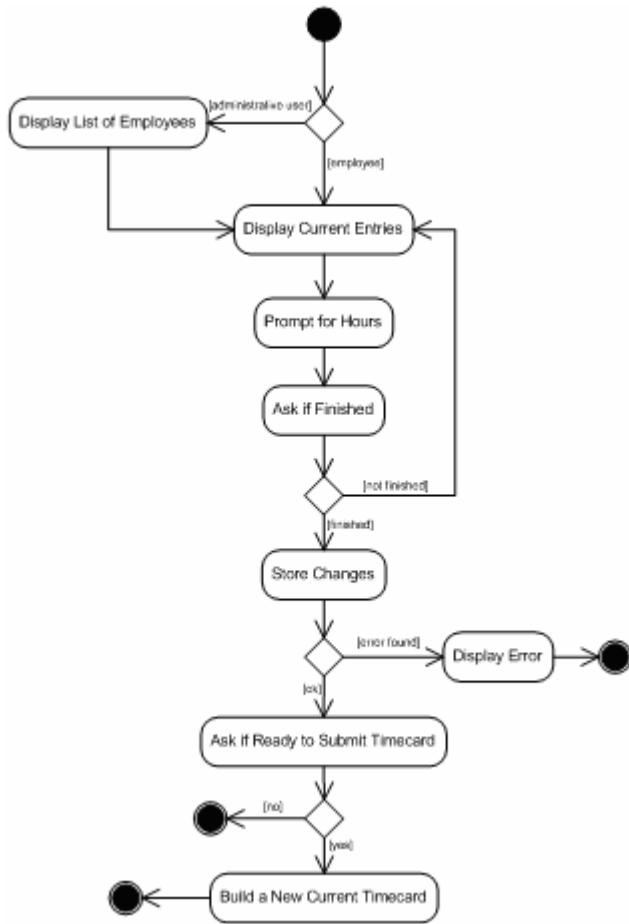 [administrative user]
Display List of Employees
[employee]
Display Current Entries
Prompt for Hours
Ask if Finished
[not finished]
[finished]
Store Changes
[error found]
Display Error
[ok]
Ask if Ready to Submit Timecard
[no]
[yes]
Build a New Current Timecard